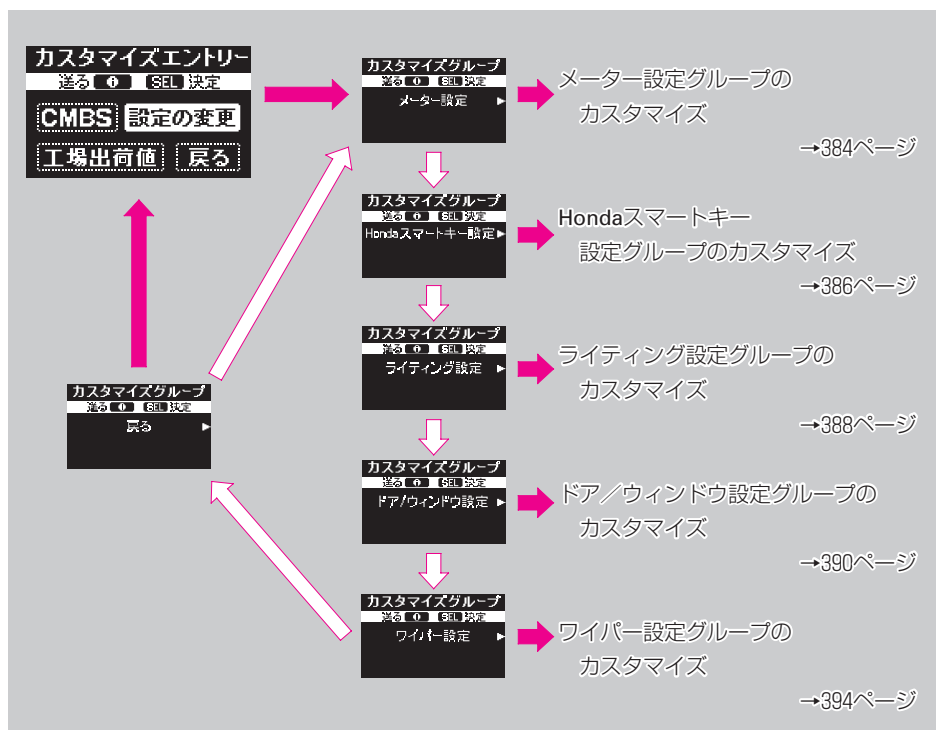 カスタマイズエントリー
送る i SEL 決定
CMBS 設定の変更
工場出荷値 戻る
カスタマイズグループ
送る i SEL 決定
メーター設定
メーター設定グループの
カスタマイズ
→384ページ
カスタマイズグループ
送る i SEL 決定
Hondaスマートキー設定
Hondaスマートキー
設定グループのカスタマイズ
→386ページ
カスタマイズグループ
送る i SEL 決定
ライティング設定
ライティング設定グループの
カスタマイズ
→388ページ
カスタマイズグループ
送る i SEL 決定
戻る
カスタマイズグループ
送る i SEL 決定
ドア/ウィンドウ設定
ドア／ウィンドウ設定グループの
カスタマイズ
→390ページ
カスタマイズグループ
送る i SEL 決定
ワイパー設定
ワイパー設定グループの
カスタマイズ
→394ページ